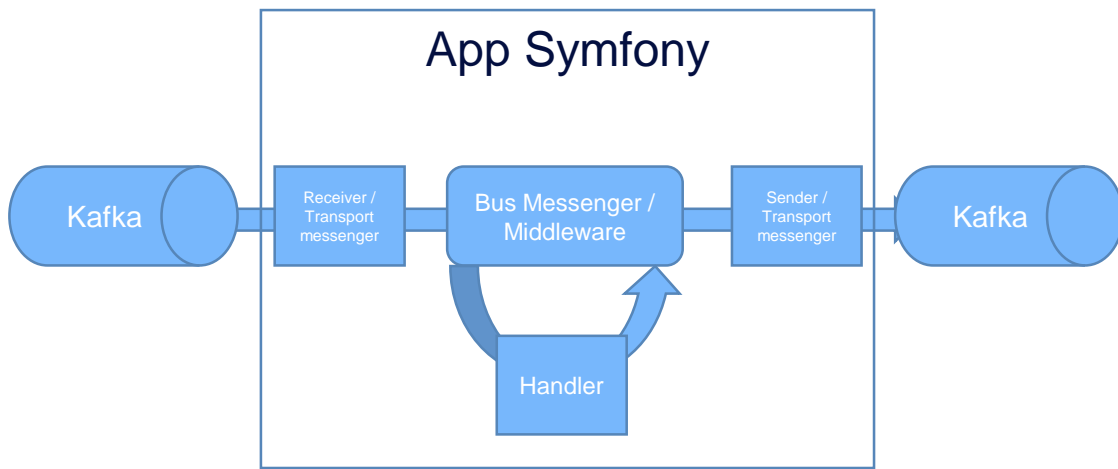 App Symfony
Kafka
Receiver /
Transport
messenger
Bus Messenger /
Middleware
Sender /
Transport
messenger
Kafka
Handler